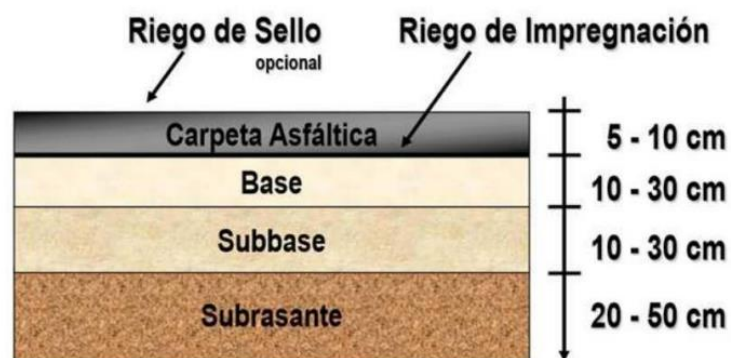 Riego de Sello
opcional
Riego de Impregnación
Carpeta Asfáltica
5 - 10 cm
Base
10 - 30 cm
Subbase
10 - 30 cm
Subrasante
20 - 50 cm